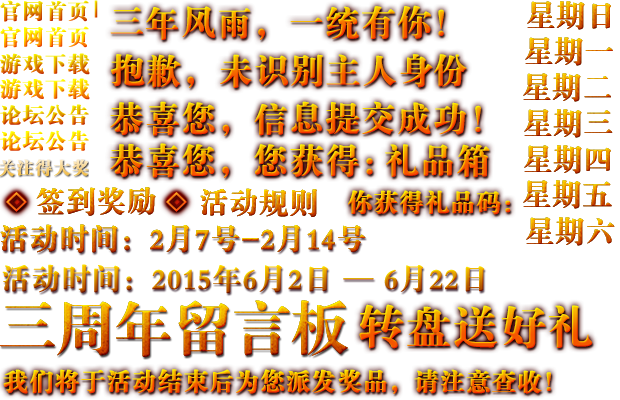 官网首页
官网首页
游戏下载
游戏下载
论坛公告
论坛公告
关注得大奖
三年风雨，一统有你!
抱歉，未识别主人身份
恭喜您，信息提交成功!
恭喜您，您获得:礼品箱
签到奖励 活动规则
你获得礼品码:
星期日
星期一
星期二
星期三
星期四
星期五
星期六
活动时间：2月7号-2月14号
活动时间：2015年6月2日 — 6月22日
三周年留言板 转盘送好礼
我们将于活动结束后为您派发奖品，请注意查收!